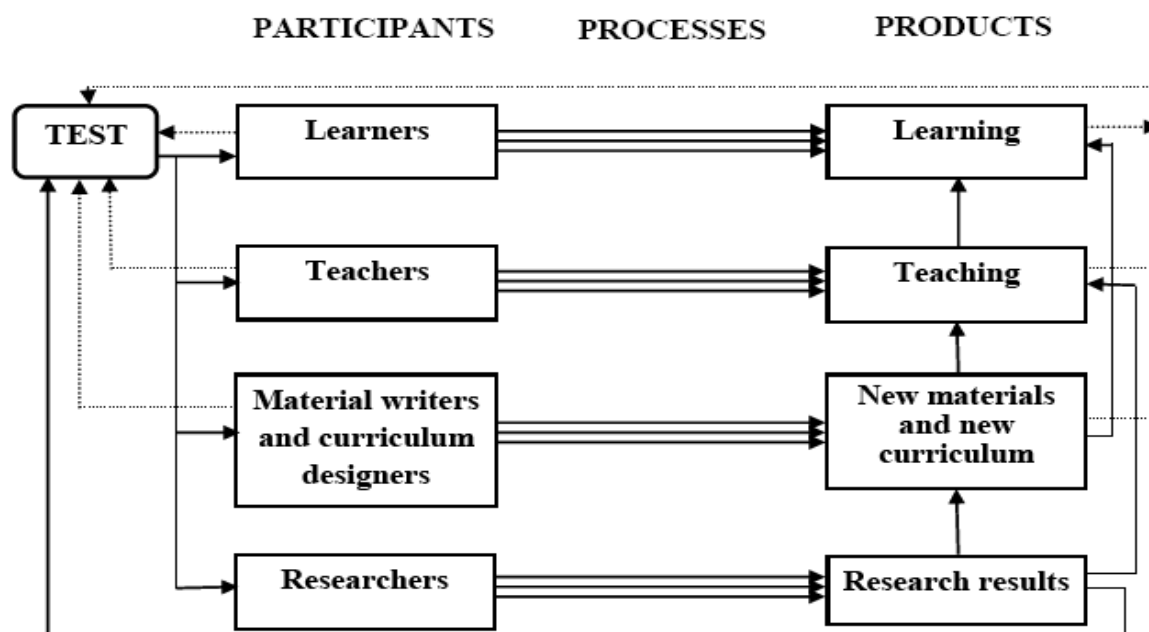 PARTICIPANTS PROCESSES PRODUCTS
TEST
Learners
Learning
Teachers
Teaching
Material writers
and curriculum
designers
New materials
and new
curriculum
Researchers
Research results